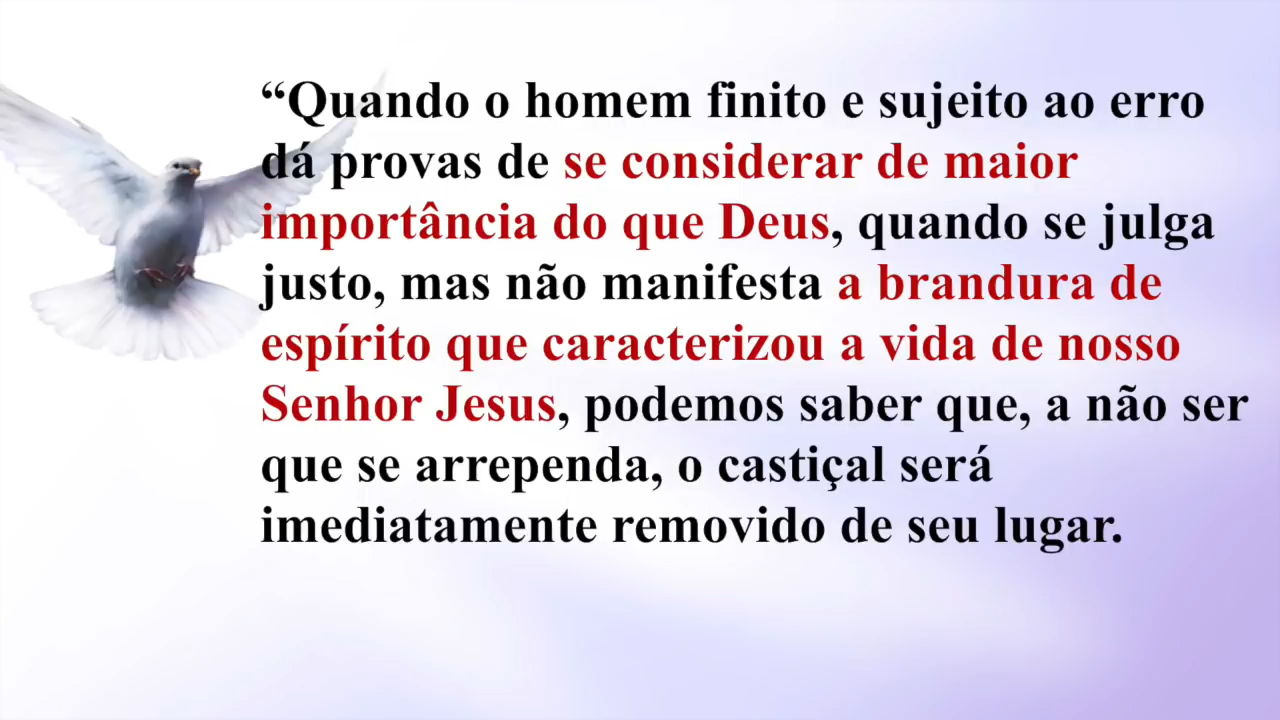 “Quando o homem finito e sujeito ao erro
dá provas de se considerar de maior
importância do que Deus, quando se julga
justo, mas não manifesta a brandura de
espírito que caracterizou a vida de nosso
Senhor Jesus, podemos saber que, a não ser
que se arrependa, o castiçal será
imediatamente removido de seu lugar.